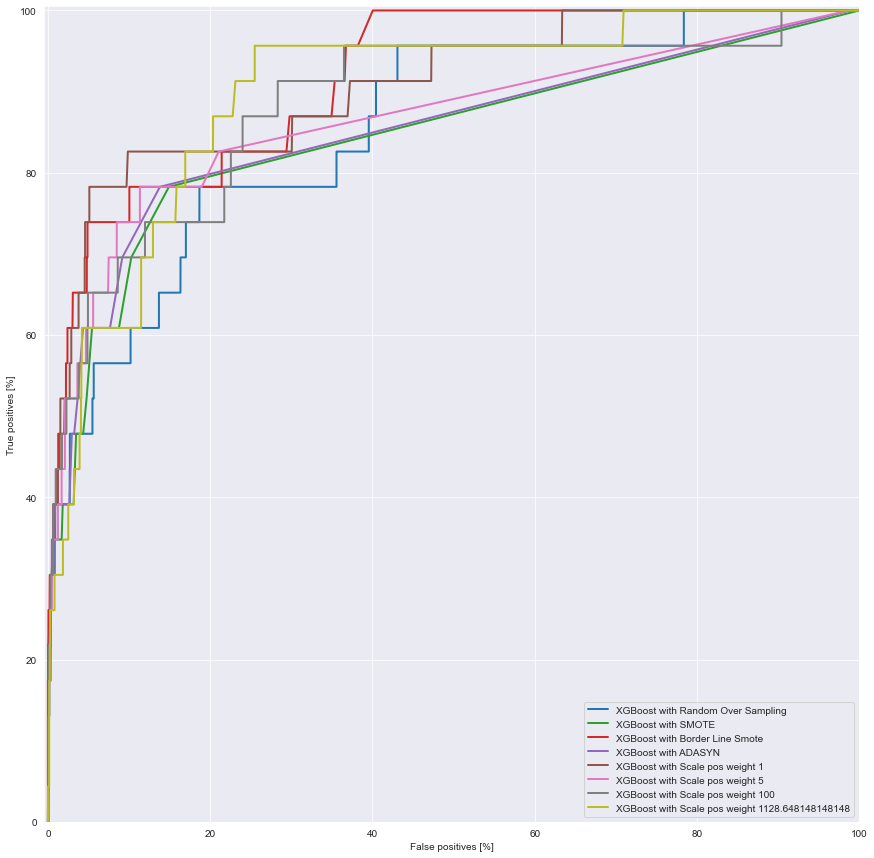 100
80
60
40
20
0
True positives [%]
0 20 40 60 80 100
False positives [%]
XGBoost with Random Over Sampling
XGBoost with SMOTE
XGBoost with Border Line Smote
XGBoost with ADASYN
XGBoost with Scale pos weight 1
XGBoost with Scale pos weight 5
XGBoost with Scale pos weight 100
XGBoost with Scale pos weight 1128.648148148148